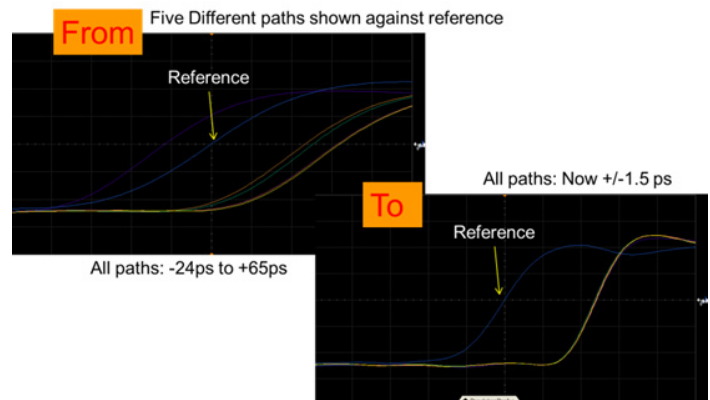 Five Different paths shown against reference
From
Reference
All paths: Now +/-1.5 ps
To
Reference
All paths: -24ps to +65ps